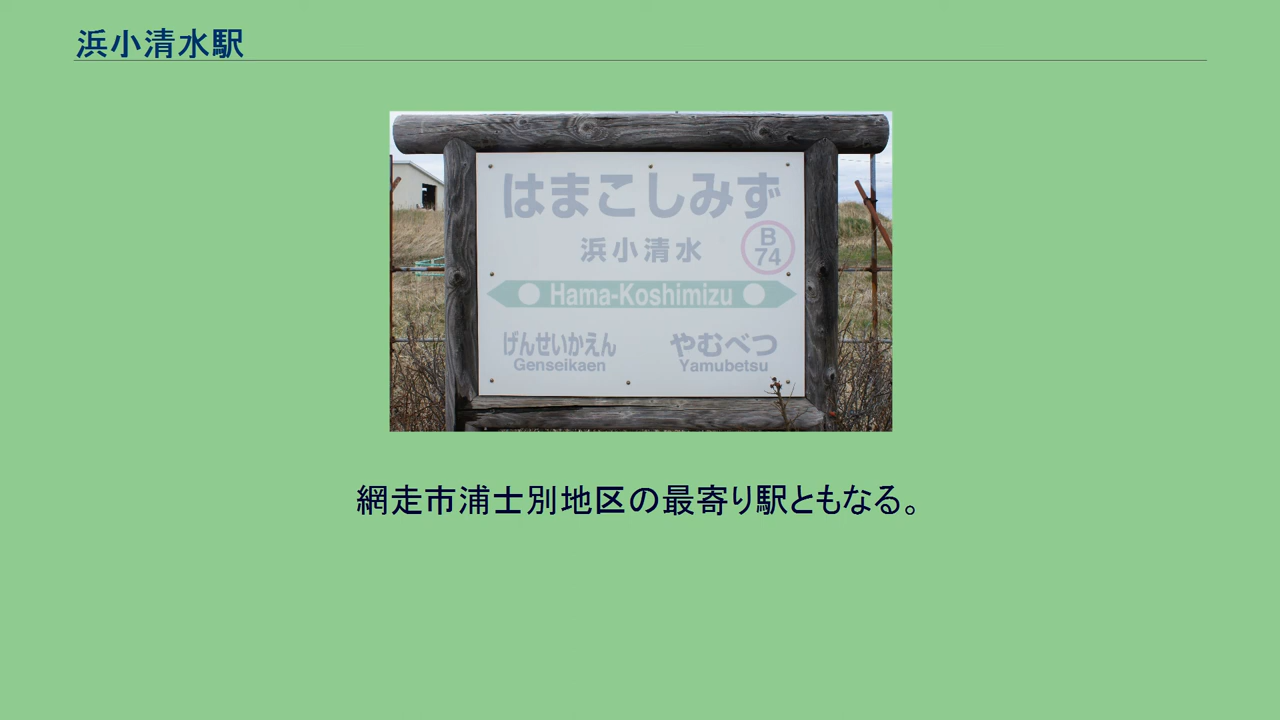 浜小清水駅
はまこしみず
浜小清水
B
74
Hama-Koshimizu
げんせいかえん
やむべつ
Genseikaen
Yamubetsu
網走市浦士別地区の最寄り駅ともなる。